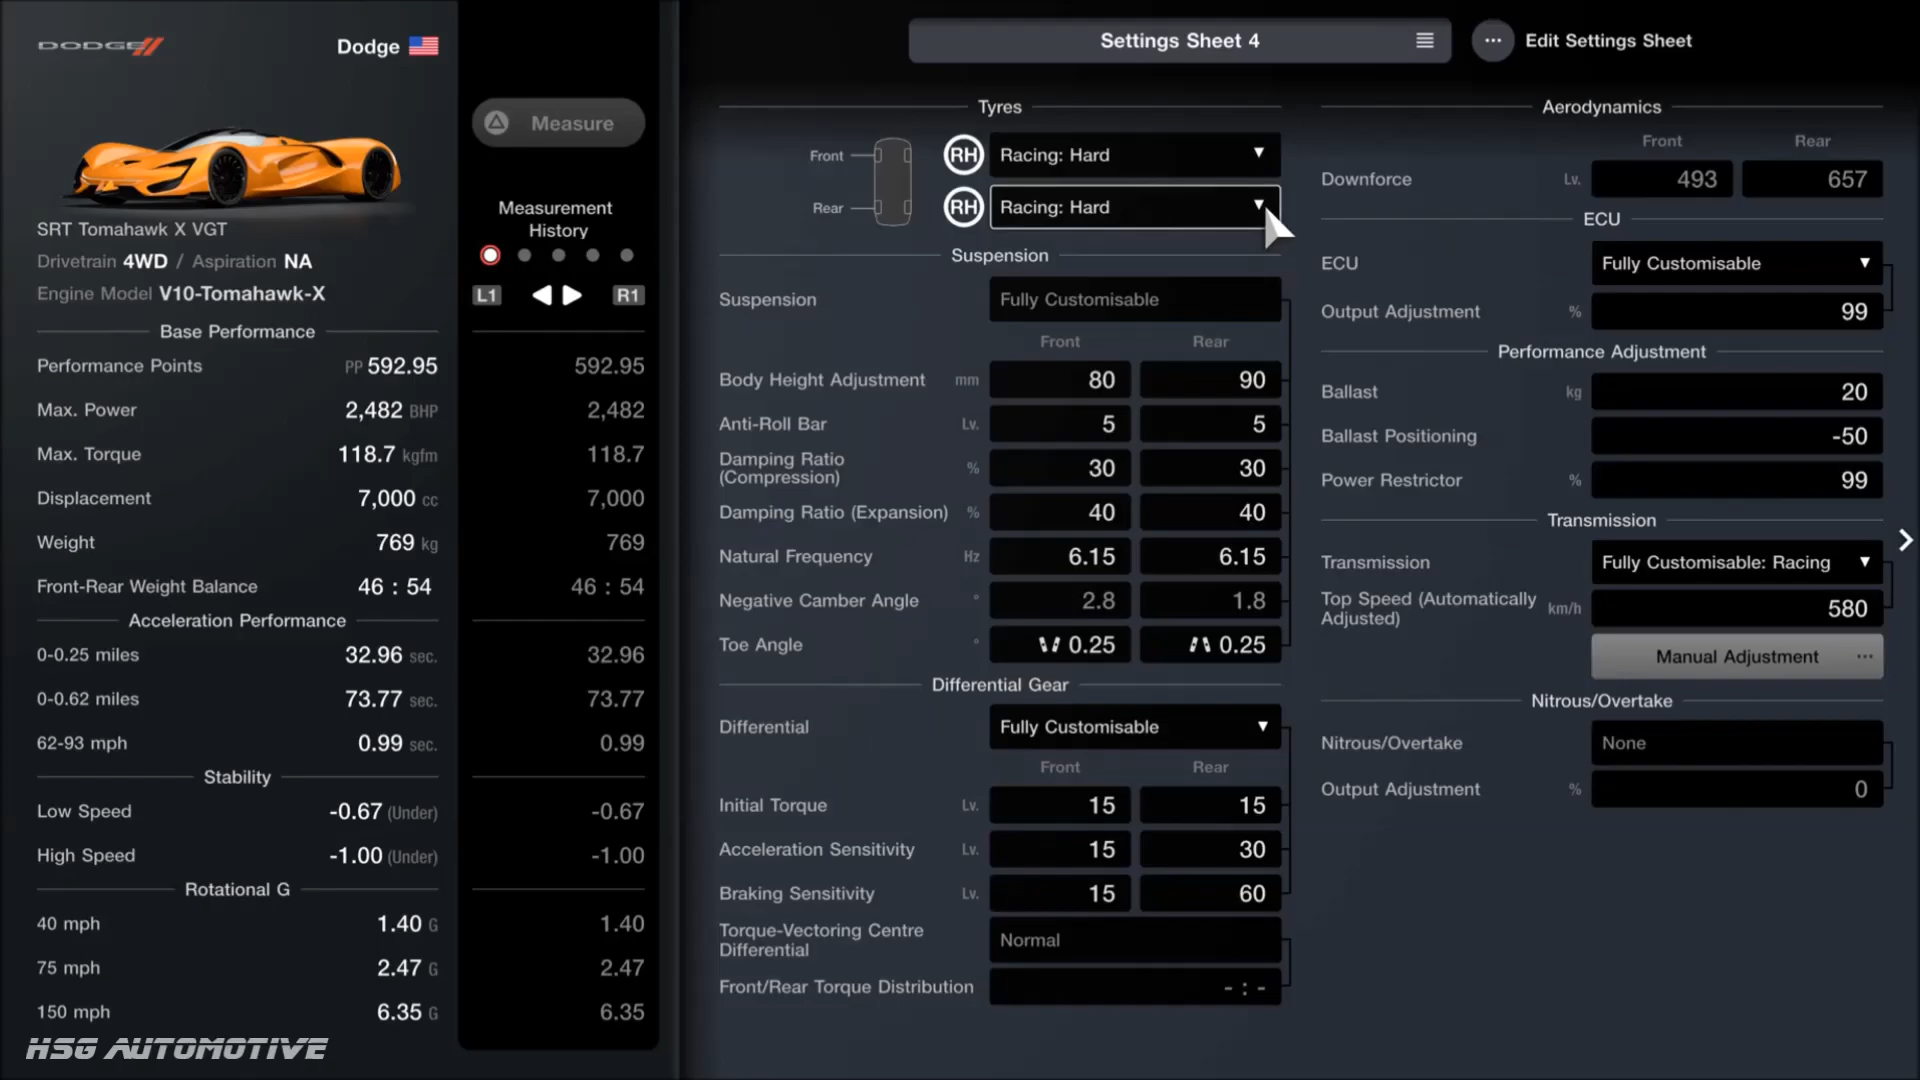 DODGE
Dodge
SRT Tomahawk X VGT
Drivetrain 4WD / Aspiration NA
Engine Model V10-Tomahawk-X
Base Performance
Performance Points PP 592.95
Max. Power 2,482 BHP
Max. Torque 118.7 kgfm
Displacement 7,000 cc
Weight 769 kg
Front-Rear Weight Balance 46 : 54
Acceleration Performance
0-0.25 miles 32.96 sec.
0-0.62 miles 73.77 sec.
62-93 mph 0.99 sec.
Stability
Low Speed -0.67 (Under)
High Speed -1.00 (Under)
Rotational G
40 mph 1.40 G
75 mph 2.47 G
150 mph 6.35 G
HSG AUTOMOTIVE
Measure
Measurement
History
L1 R1
592.95
2,482
118.7
7,000
769
46 : 54
32.96
73.77
0.99
-0.67
-1.00
1.40
2.47
6.35
Settings Sheet 4
Edit Settings Sheet
Tyres
Front RH Racing: Hard
Rear RH Racing: Hard
Suspension
Suspension Fully Customisable
Front Rear
Body Height Adjustment mm 80 90
Anti-Roll Bar Lv. 5 5
Damping Ratio
(Compression) % 30 30
Damping Ratio (Expansion) % 40 40
Natural Frequency Hz 6.15 6.15
Negative Camber Angle ° 2.8 1.8
Toe Angle ° 0.25 0.25
Differential Gear
Differential Fully Customisable
Front Rear
Initial Torque Lv. 15 15
Acceleration Sensitivity Lv. 15 30
Braking Sensitivity Lv. 15 60
Torque-Vectoring Centre
Differential Normal
Front/Rear Torque Distribution - : -
Aerodynamics
Front Rear
Downforce Lv. 493 657
ECU
ECU Fully Customisable
Output Adjustment % 99
Performance Adjustment
Ballast kg 20
Ballast Positioning -50
Power Restrictor % 99
Transmission
Transmission Fully Customisable: Racing
Top Speed (Automatically
Adjusted) km/h 580
Manual Adjustment ...
Nitrous/Overtake
Nitrous/Overtake None
Output Adjustment % 0